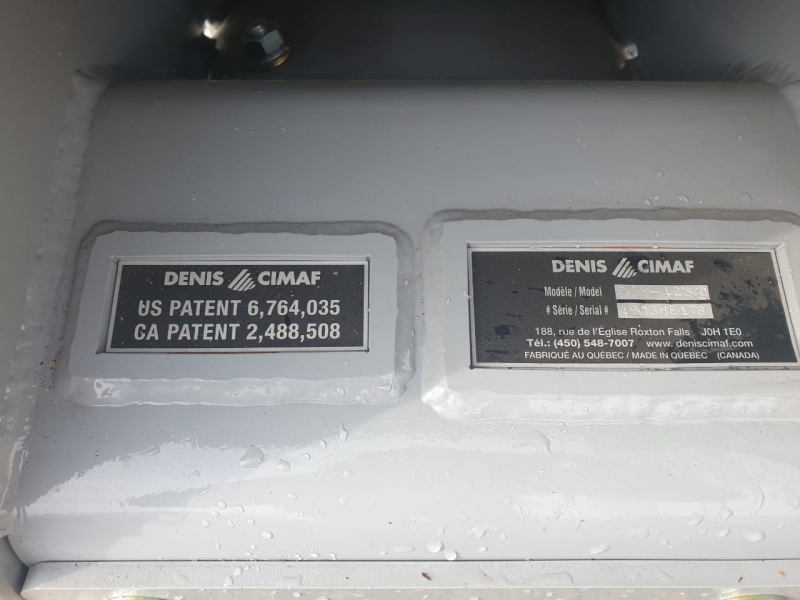 DENIS CIMAF
US PATENT 6,764,035
CA PATENT 2,488,508
DENIS CIMAF
Modèle / Model
# Série / Serial #
188, rue de l'Église Roxton Falls J0H 1E0
Tél.: (450) 548-7007 www.deniscimaf.com
FABRIQUÉ AU QUÉBEC / MADE IN QUEBEC (CANADA)